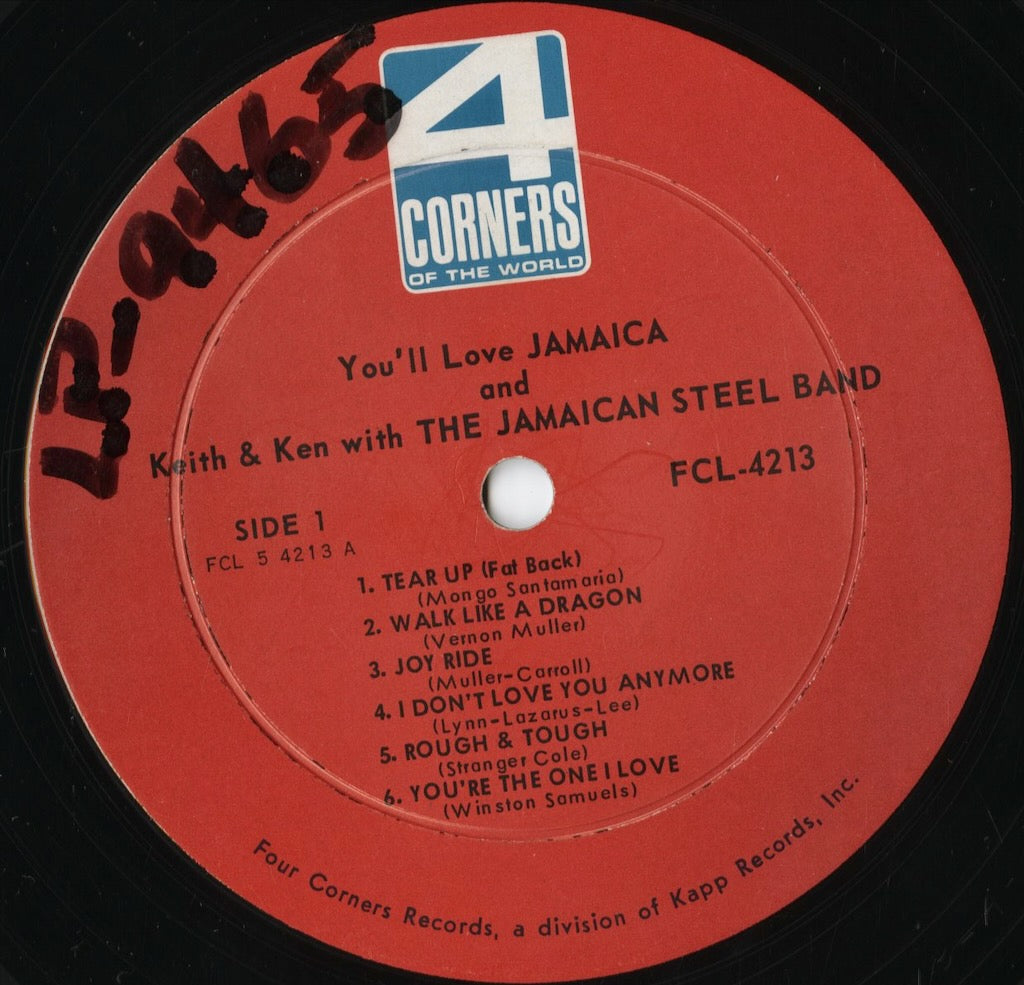 LP-9465
4
CORNERS
OF THE WORLD
You'll Love JAMAICA
and
Keith & Ken with THE JAMAICAN STEEL BAND
FCL-4213
SIDE 1
FCL 5 4213 A
1. TEAR UP (Fat Back)
(Mongo Santamaria)
2. WALK LIKE A DRAGON
(Vernon Muller)
3. JOY RIDE
(Muller-Carroll)
4. I DON'T LOVE YOU ANYMORE
(Lynn-Lazarus-Lee)
5. ROUGH & TOUGH
(Stranger Cole)
6. YOU'RE THE ONE I LOVE
(Winston Samuels)
Four Corners Records, a division of Kapp Records, Inc.